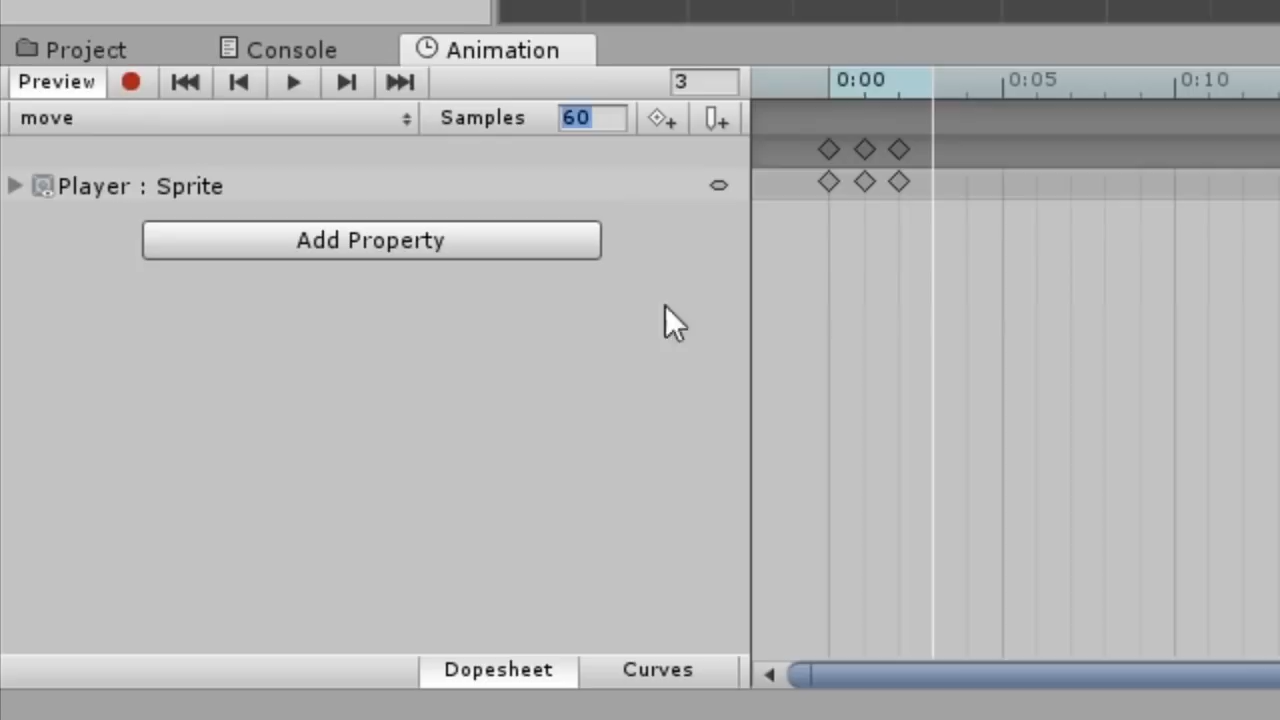 Project
Console
Animation
Preview
3
0:00
0:05
0:10
move
Samples
60
Player : Sprite
Add Property
Dopesheet
Curves